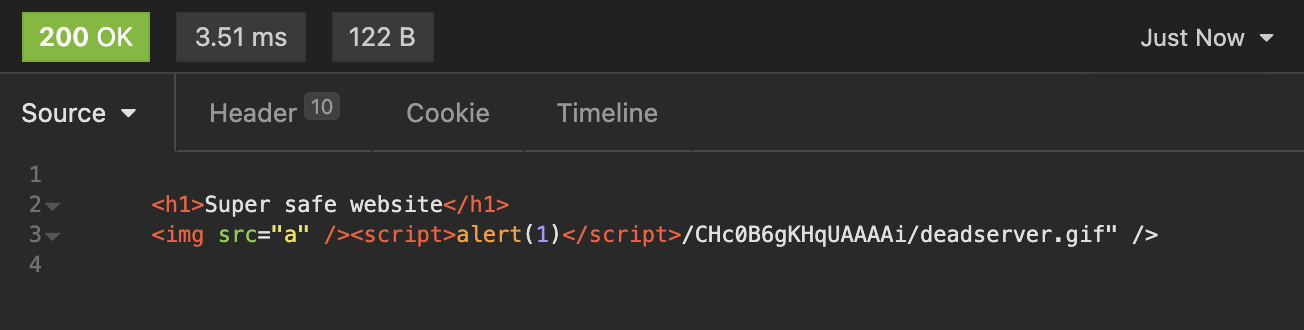 200 OK 3.51 ms 122 B Just Now
Source Header 10 Cookie Timeline
1
2 <h1>Super safe website</h1>
3 <img src="a" /><script>alert(1)</script>/CHc0B6gKHqUAAAAi/deadserver.gif" />
4